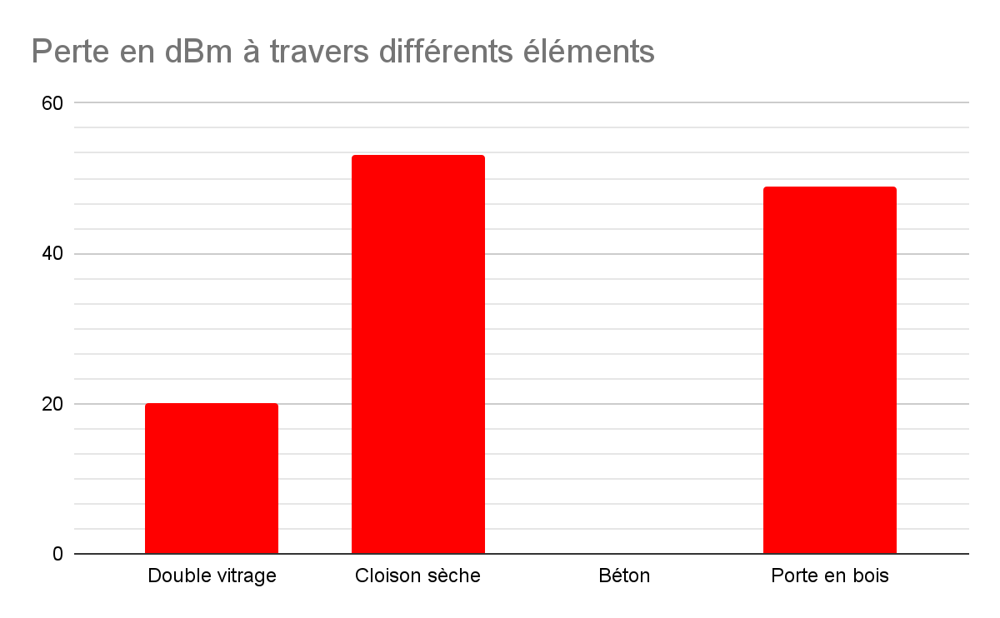 Perte en dBm à travers différents éléments
60
40
20
0
Double vitrage
Cloison sèche
Béton
Porte en bois